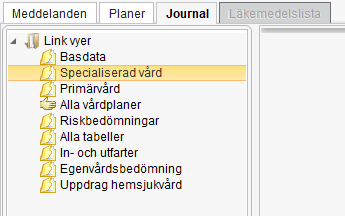 Meddelanden Planer Journal Läkemedelslista
Link vyer
Basdata
Specialiserad vård
Primärvård
Alla vårdplaner
Riskbedömningar
Alla tabeller
In- och utfarter
Egenvårdsbedömning
Uppdrag hemsjukvård